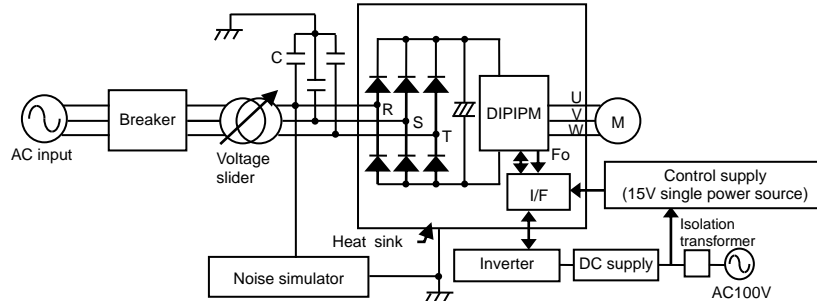 C
R
S
T
DIPIPM
U
V
W
M
Fo
AC input
Breaker
Voltage
slider
I/F
Control supply
(15V single power source)
Heat sink
Isolation
transformer
Noise simulator
Inverter
DC supply
AC100V